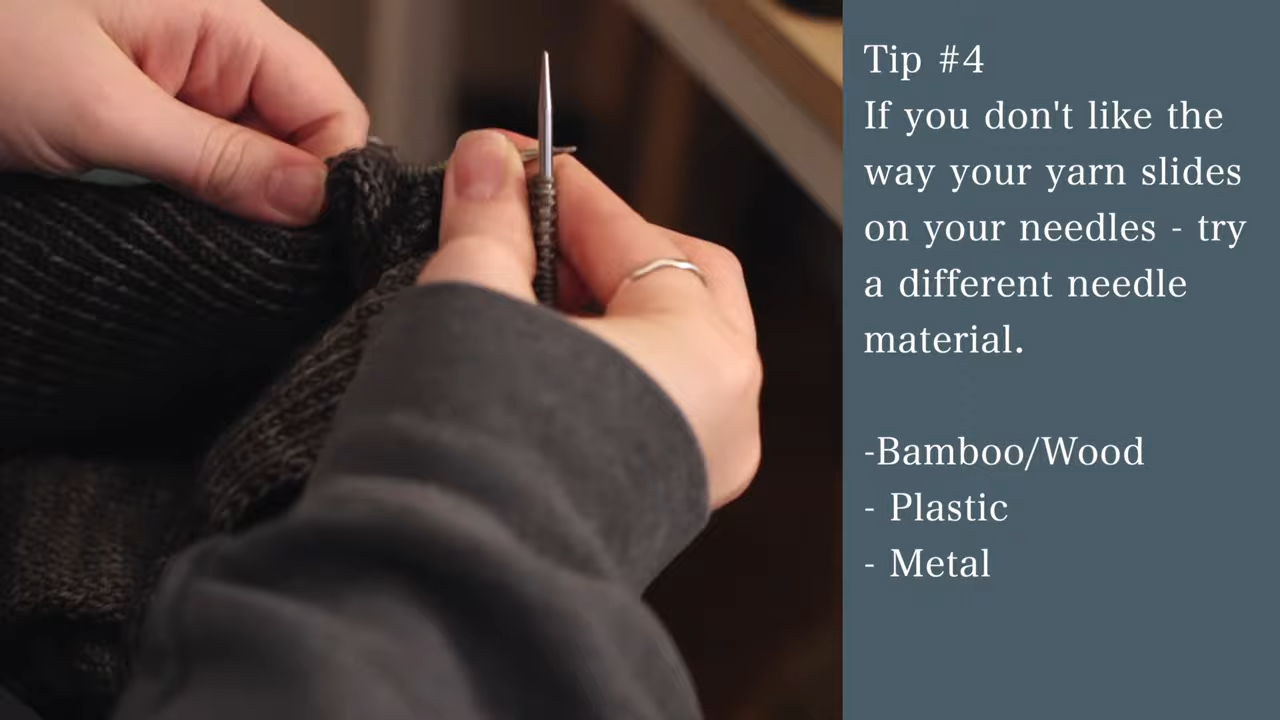 Tip #4
If you don't like the
way your yarn slides
on your needles - try
a different needle
material.
-Bamboo/Wood
- Plastic
- Metal